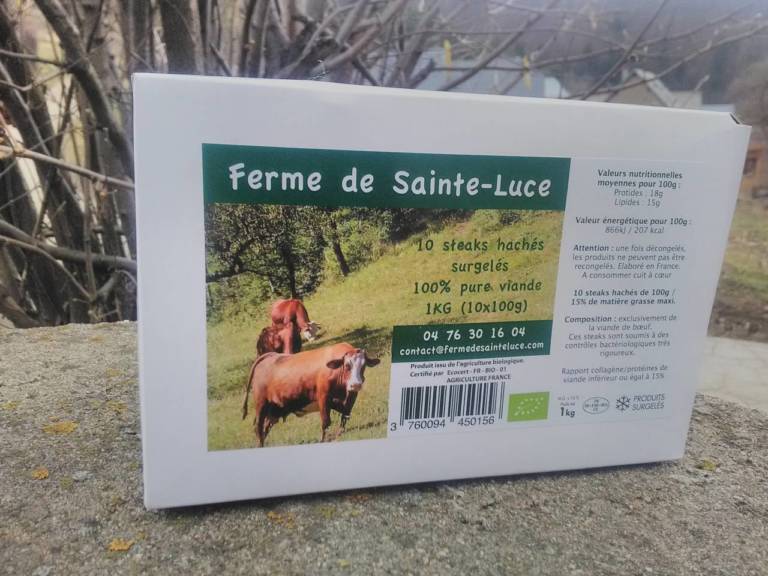 Ferme de Sainte-Luce
10 steaks hachés
surgelés
100% pure viande
1KG (10x100g)
04 76 30 16 04
contact@fermedesainteluce.com
Produit issu de l'agriculture biologique.
Certifié par Ecocert - FR - BIO - 01
AGRICULTURE FRANCE
3 760094 450156
Valeurs nutritionnelles
moyennes pour 100g :
Protides : 18g
Lipides : 15g
Valeur énergétique pour 100g :
866kJ / 207 kcal
Attention : une fois décongelés,
les produits ne peuvent pas être
recongelés. Elaboré en France.
A consommer cuit à cœur
10 steaks hachés de 100g /
15% de matière grasse maxi.
Composition : exclusivement de
la viande de bœuf.
Ces steaks sont soumis à des
contrôles bactériologiques très
rigoureux.
Rapport collagène/protéines de
viande inférieur ou égal à 15%
1kg
PRODUITS
SURGELÉS